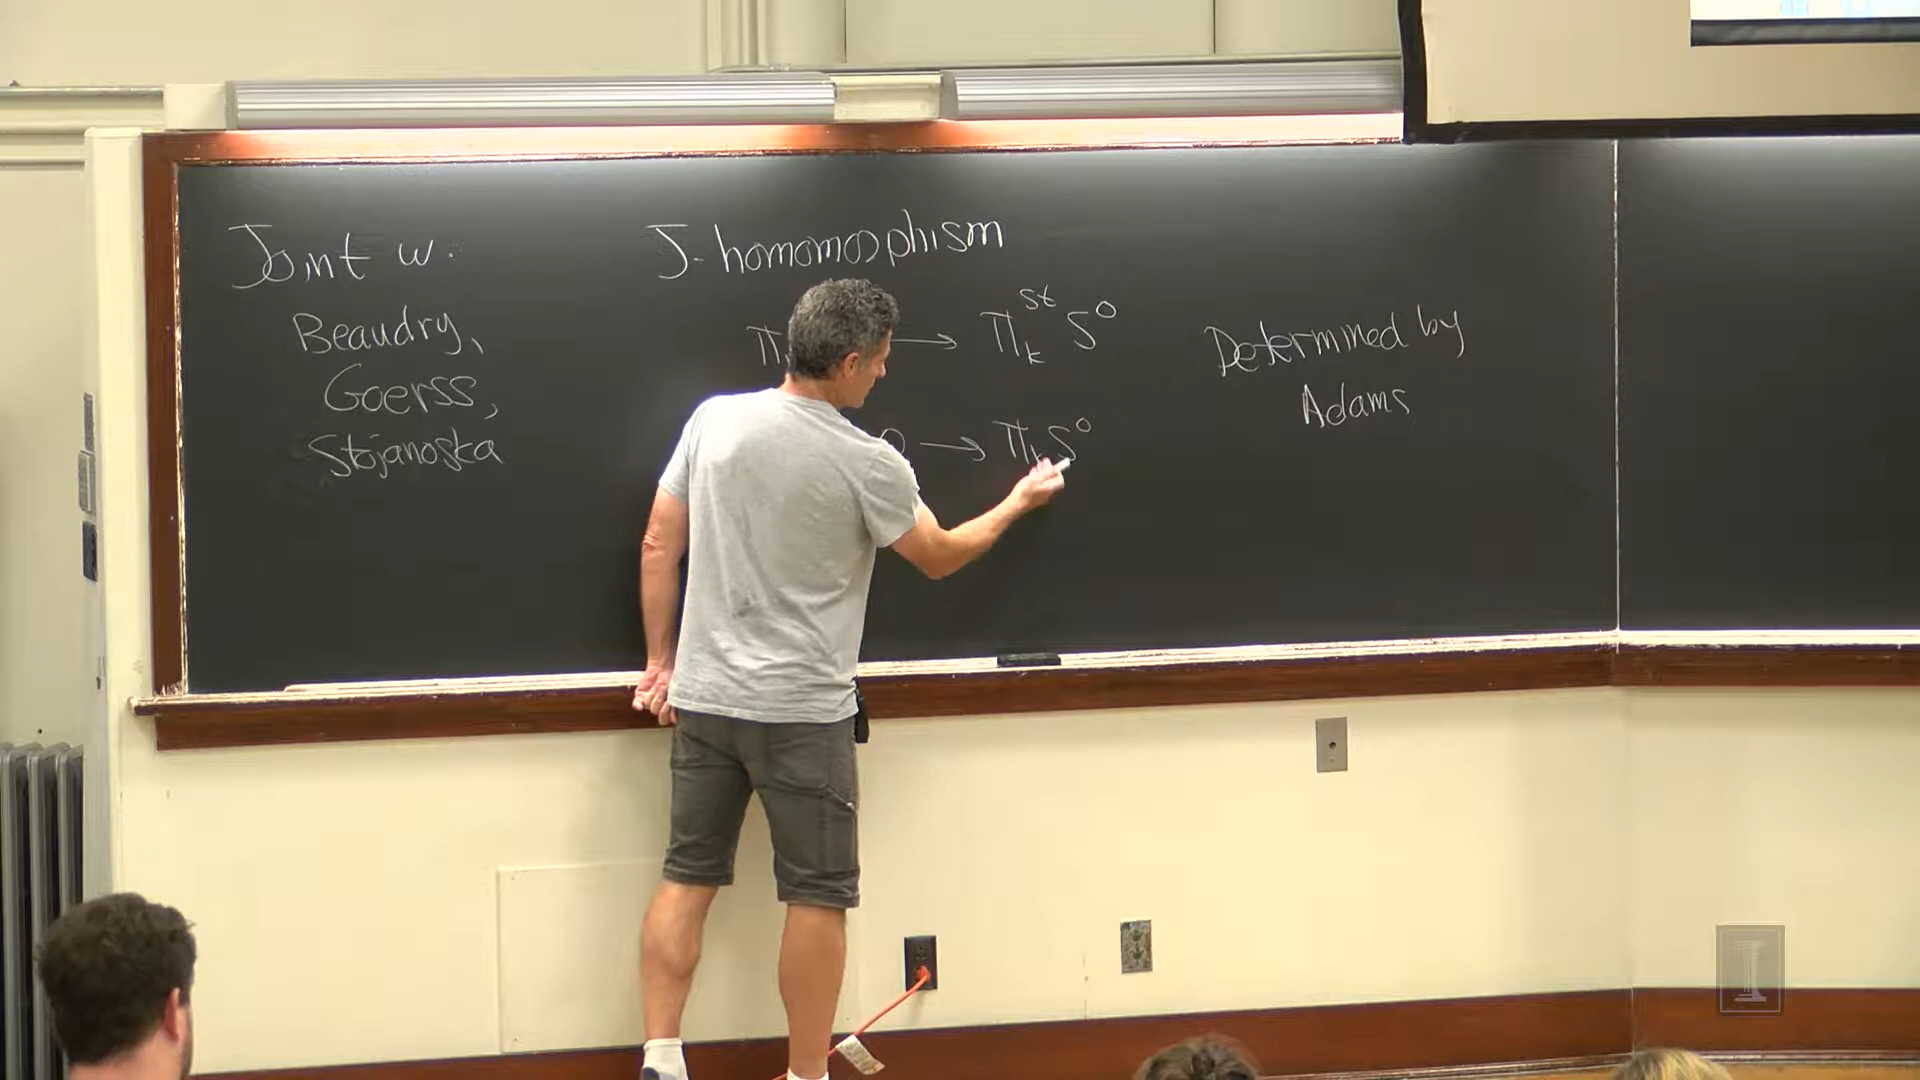 Joint w.
Beaudry,
Goerss,
Stojanoska
J-homomorphism
π → π_k^{st} S^0
O → π_k S^0
Determined by
Adams